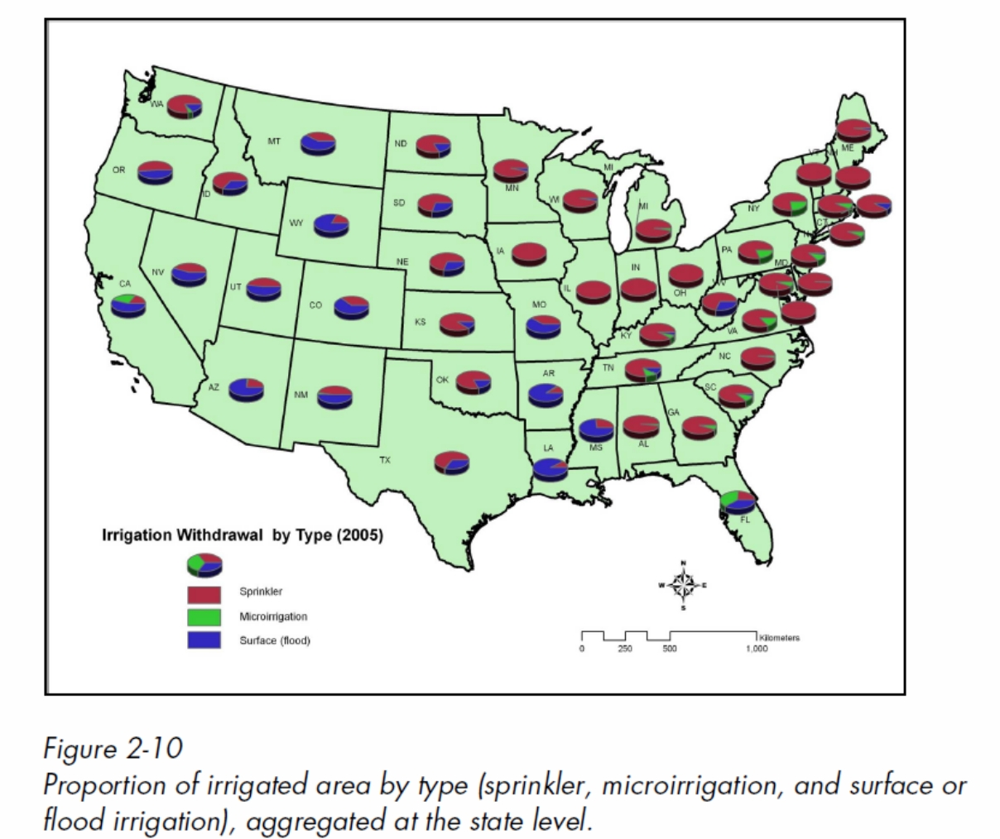 WA
MT
ND
OR
ID
MN
SD
WI
MI
MI
VT NH
ME
NY
WY
CT
IA
NE
NV
UT
CA
CO
PA
MD
IL
IN
OH
WV
KS
MO
KY
VA
AZ
NM
OK
AR
TN
NC
SC
GA
MS
AL
TX
LA
FL
Irrigation Withdrawal by Type (2005)
Sprinkler
Microirrigation
Surface (flood)
N
W E
S
Kilometers
0 250 500 1,000
Figure 2-10
Proportion of irrigated area by type (sprinkler, microirrigation, and surface or
flood irrigation), aggregated at the state level.